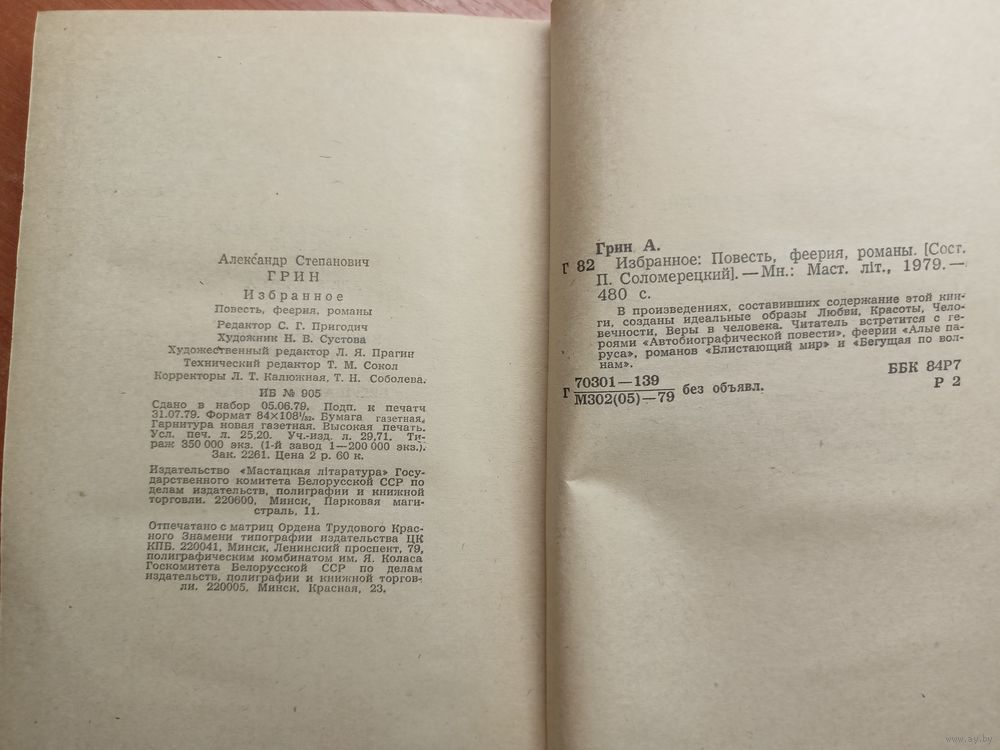 Александр Степанович
ГРИН
Избранное
Повесть, феерия, романы
Редактор С. Г. Пригодич
Художник Н. В. Сустова
Художественный редактор Л. Я. Прагин
Технический редактор Т. М. Сокол
Корректоры Л. Т. Калюжная, Т. Н. Соболева.
ИБ № 905
Сдано в набор 05.06.79. Подп. к печати
31.07.79. Формат 84×108¹/₃₂. Бумага газетная.
Гарнитура новая газетная. Высокая печать.
Усл. печ. л. 25,20. Уч.-изд. л. 29,71. Ти-
раж 350 000 экз. (1-й завод 1—200 000 экз.).
Зак. 2261. Цена 2 р. 60 к.
Издательство «Мастацкая літаратура» Госу-
дарственного комитета Белорусской ССР по
делам издательств, полиграфии и книжной
торговли. 220600, Минск, Парковая маги-
страль, 11.
Отпечатано с матриц Ордена Трудового Крас-
ного Знамени типографии издательства ЦК
КПБ. 220041, Минск, Ленинский проспект, 79,
полиграфическим комбинатом им. Я. Коласа
Госкомитета Белорусской ССР по делам
издательств, полиграфии и книжной торгов-
ли. 220005, Минск, Красная, 23.
Грин А.
Г 82 Избранное: Повесть, феерия, романы. [Сост.
П. Соломерецкий].—Мн.: Маст. літ., 1979.—
480 с.
В произведениях, составивших содержание этой кни-
ги, созданы идеальные образы Любви, Красоты, Чело-
вечности, Веры в человека. Читатель встретится с ге-
роями «Автобиографической повести», феерии «Алые па-
руса», романов «Блистающий мир» и «Бегущая по вол-
нам».
Г 70301—139
М302(05)—79 без объявл.
ББК 84Р7
Р 2
www.ay.by